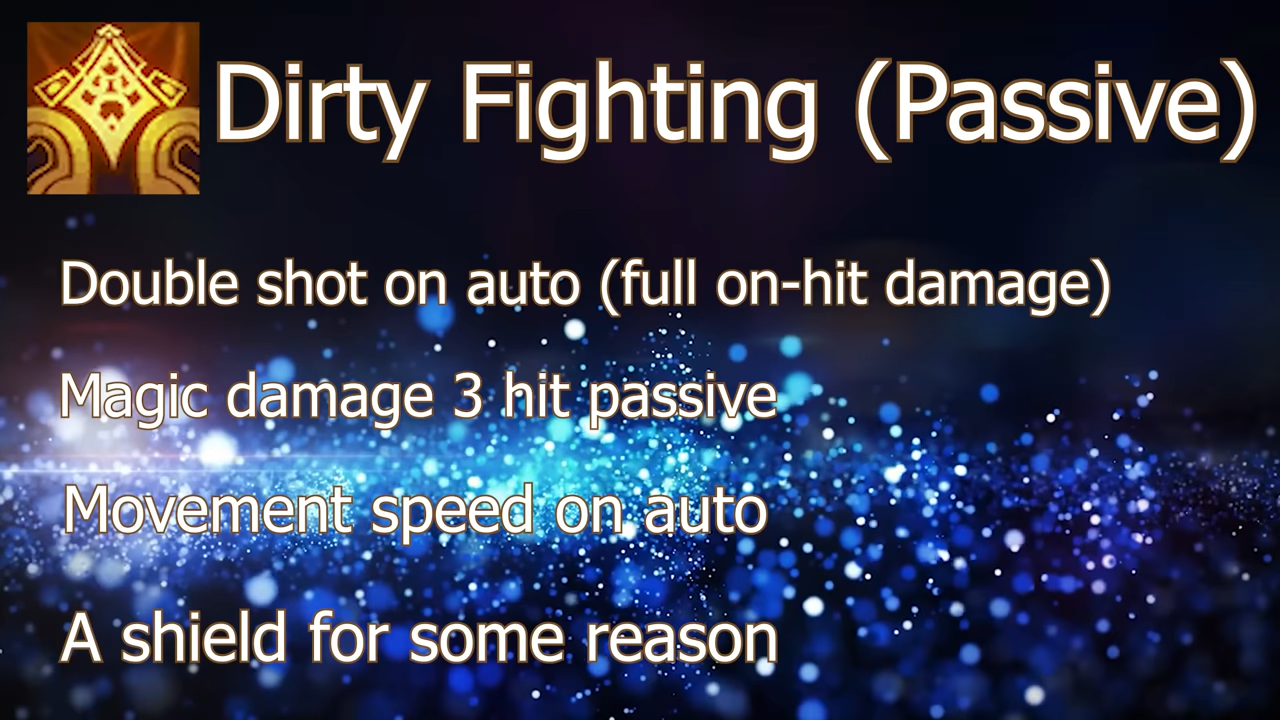 Dirty Fighting (Passive)
Double shot on auto (full on-hit damage)
Magic damage 3 hit passive
Movement speed on auto
A shield for some reason